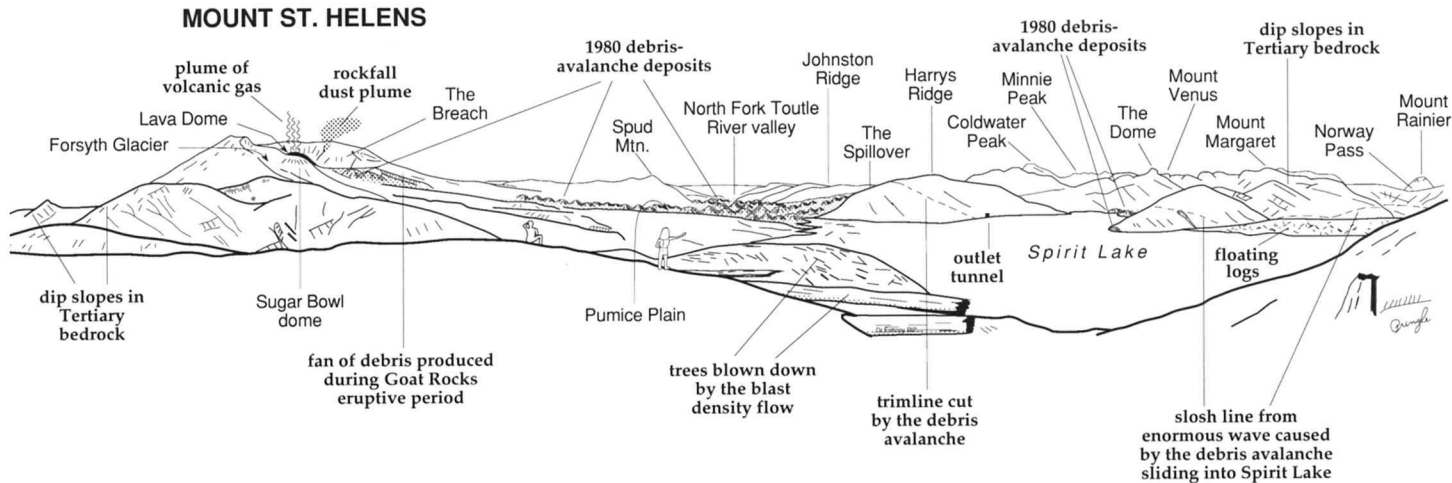 MOUNT ST. HELENS
plume of
volcanic gas
rockfall
dust plume
Lava Dome
The
Breach
Forsyth Glacier
1980 debris-
avalanche deposits
Spud
Mtn.
North Fork Toutle
River valley
Johnston
Ridge
The
Spillover
Harrys
Ridge
Coldwater
Peak
1980 debris-
avalanche deposits
Minnie
Peak
The
Dome
Mount
Venus
Mount
Margaret
dip slopes in
Tertiary bedrock
Norway
Pass
Mount
Rainier
Spirit Lake
outlet
tunnel
floating
logs
dip slopes in
Tertiary
bedrock
Sugar Bowl
dome
Pumice Plain
fan of debris produced
during Goat Rocks
eruptive period
trees blown down
by the blast
density flow
trimline cut
by the debris
avalanche
slosh line from
enormous wave caused
by the debris avalanche
sliding into Spirit Lake
Pringle